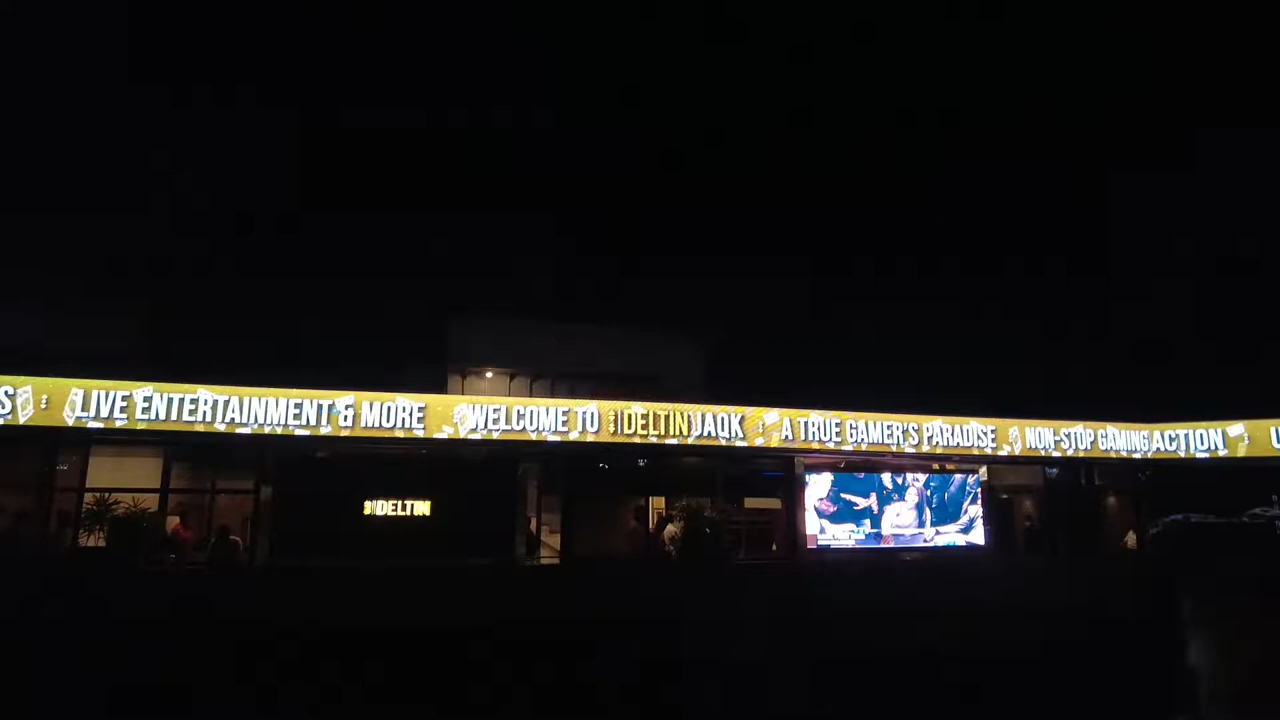 S LIVE ENTERTAINMENT & MORE WELCOME TO DELTIN JAQK A TRUE GAMER'S PARADISE NON-STOP GAMING ACTION
DELTIN